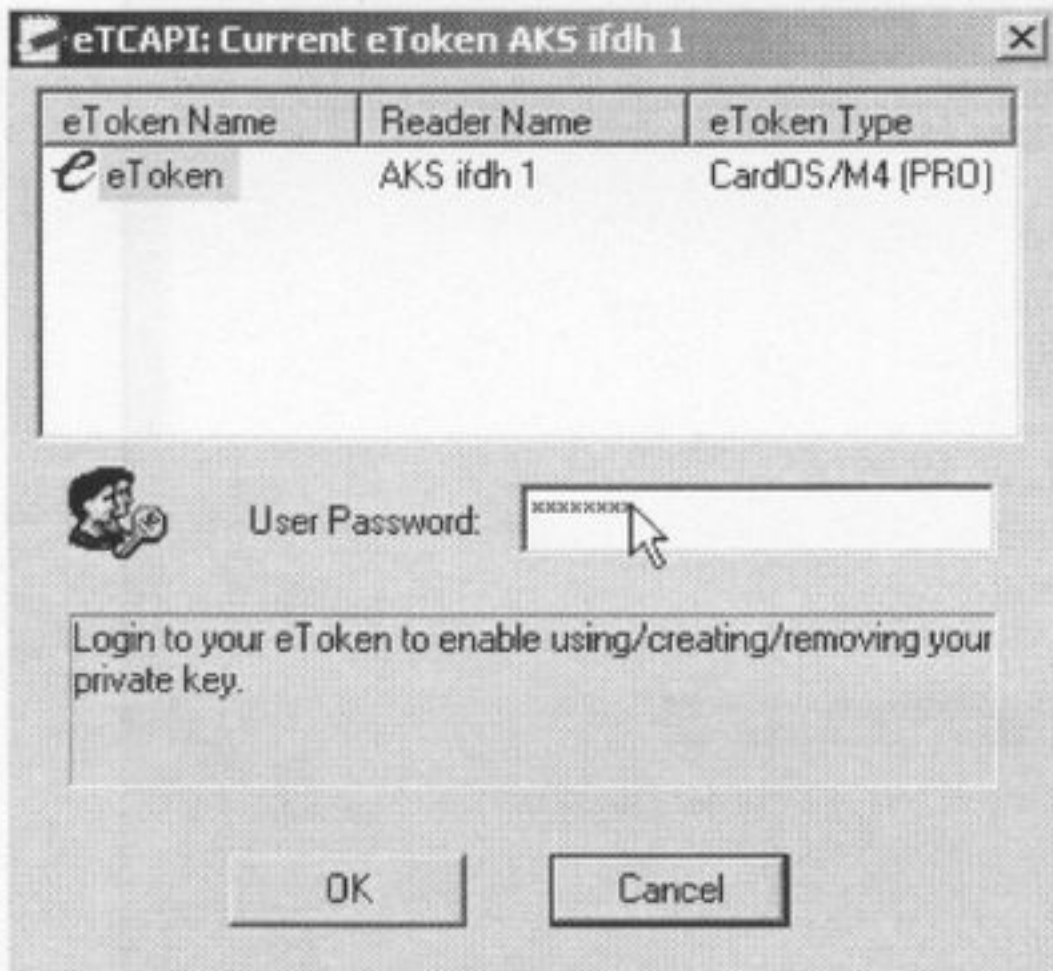 eTCAPI: Current eToken AKS ifdh 1
eToken Name Reader Name eToken Type
eToken AKS ifdh 1 CardOS/M4 (PRO)
User Password: xxxxxxxx
Login to your eToken to enable using/creating/removing your
private key.
OK Cancel